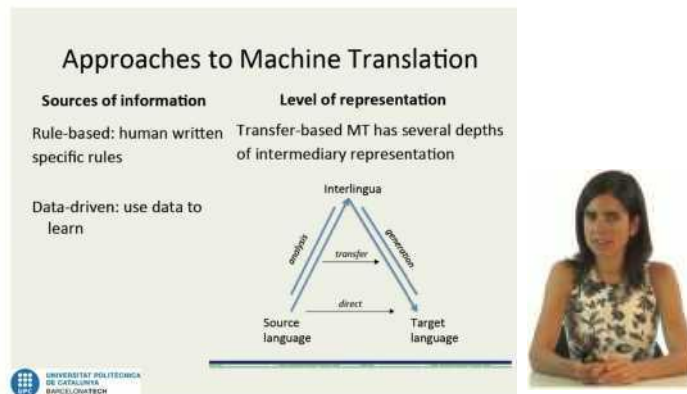 Approaches to Machine Translation
Sources of information
Rule-based: human written
specific rules
Data-driven: use data to
learn
Level of representation
Transfer-based MT has several depths
of intermediary representation
Interlingua
analysis
generation
transfer
direct
Source
language
Target
language
UNIVERSITAT POLITÈCNICA
DE CATALUNYA
BARCELONATECH
UPC